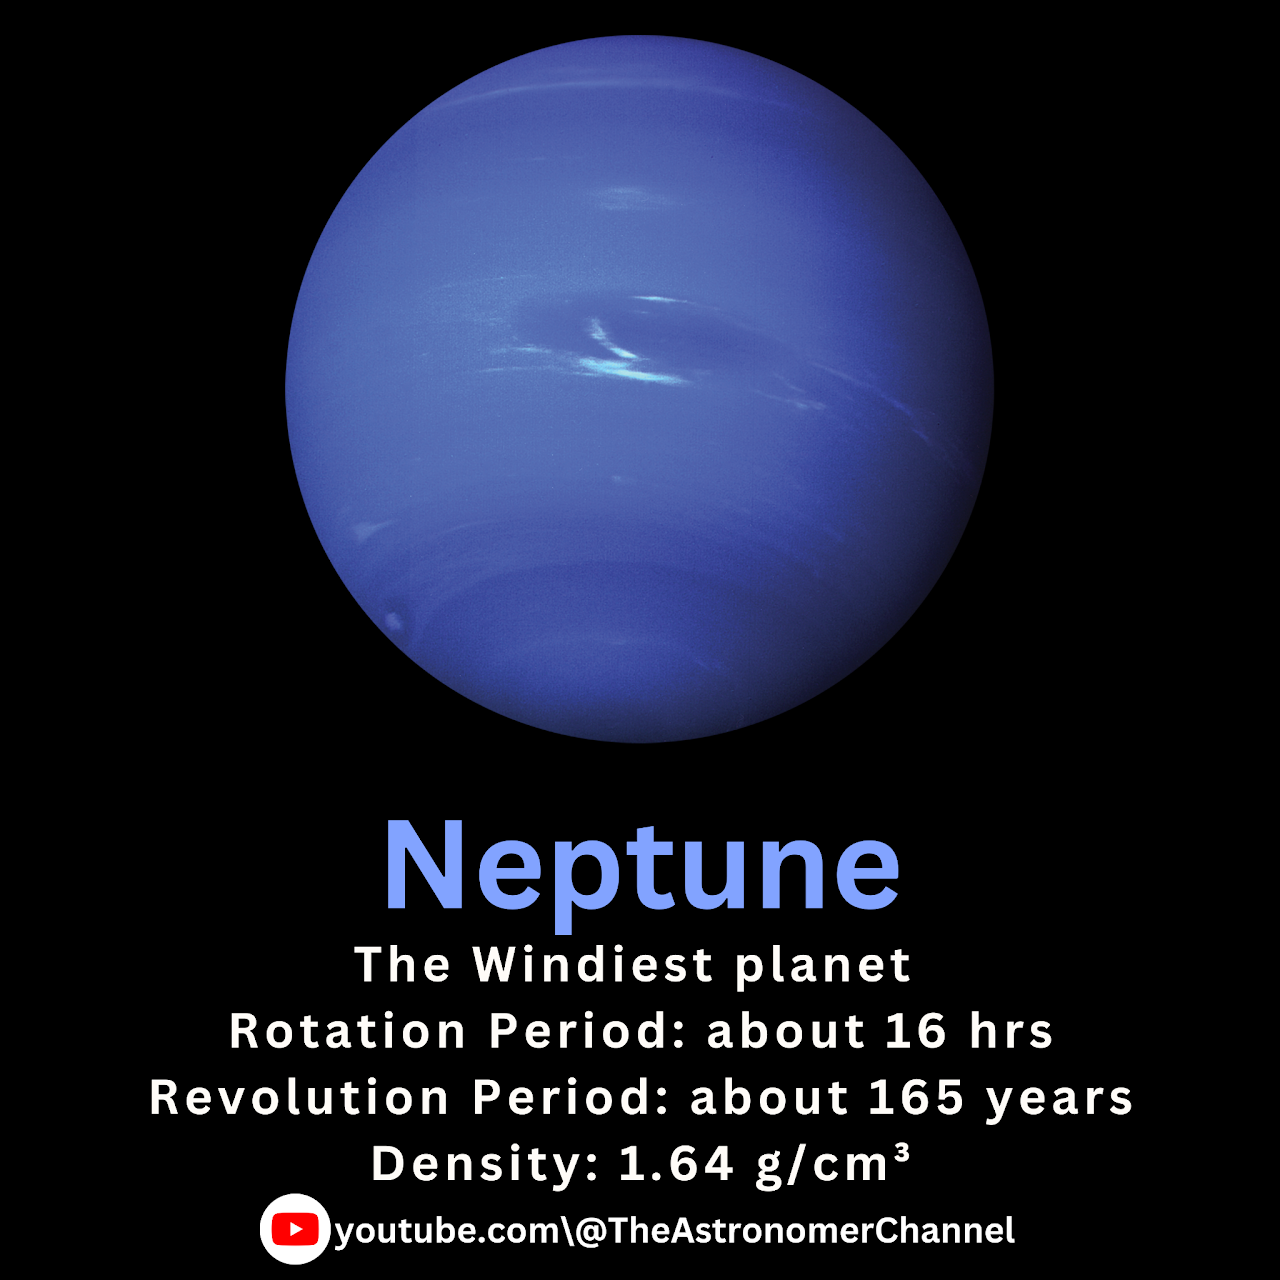 Neptune
The Windiest planet
Rotation Period: about 16 hrs
Revolution Period: about 165 years
Density: 1.64 g/cm³
youtube.com\@TheAstronomerChannel